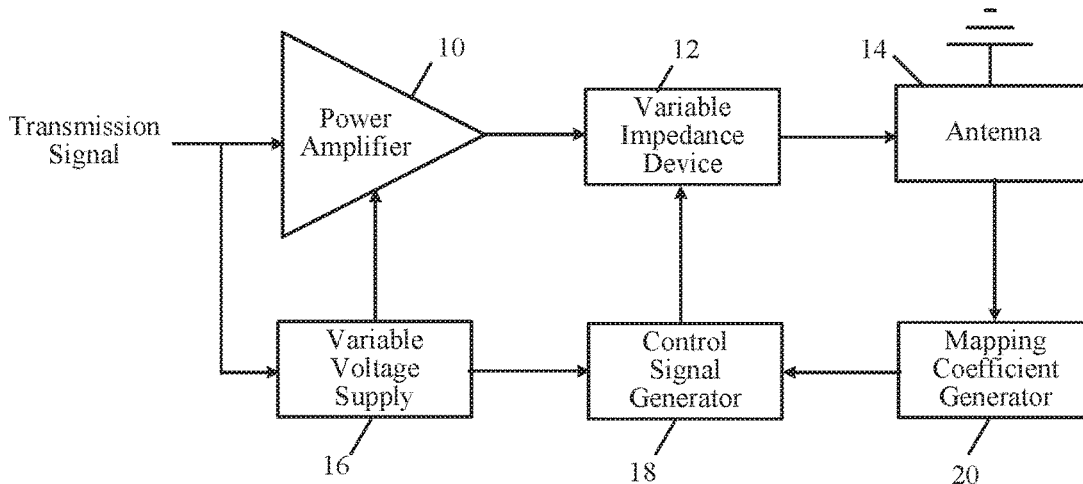 10
12
14
Transmission
Signal
Power
Amplifier
Variable
Impedance
Device
Antenna
Variable
Voltage
Supply
Control
Signal
Generator
Mapping
Coefficient
Generator
16
18
20